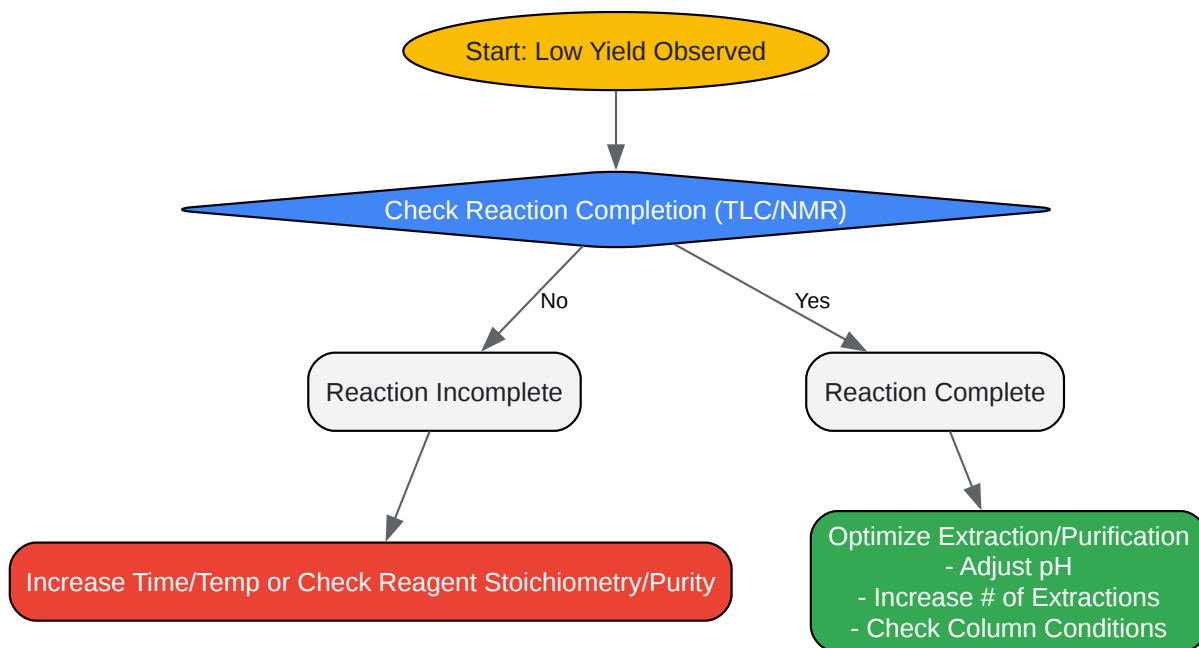 Start: Low Yield Observed
Check Reaction Completion (TLC/NMR)
No
Yes
Reaction Incomplete
Reaction Complete
Increase Time/Temp or Check Reagent Stoichiometry/Purity
Optimize Extraction/Purification
- Adjust pH
- Increase # of Extractions
- Check Column Conditions